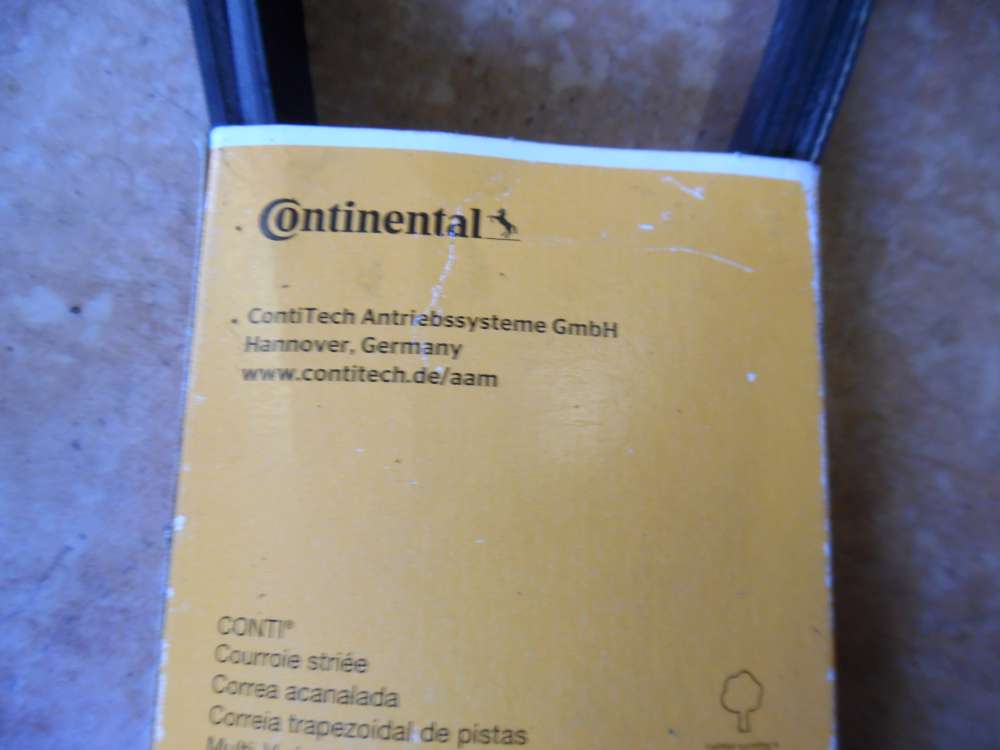 Continental
ContiTech Antriebssysteme GmbH
Hannover, Germany
www.contitech.de/aam
CONTI®
Courroie striée
Correa acanalada
Correia trapezoidal de pistas